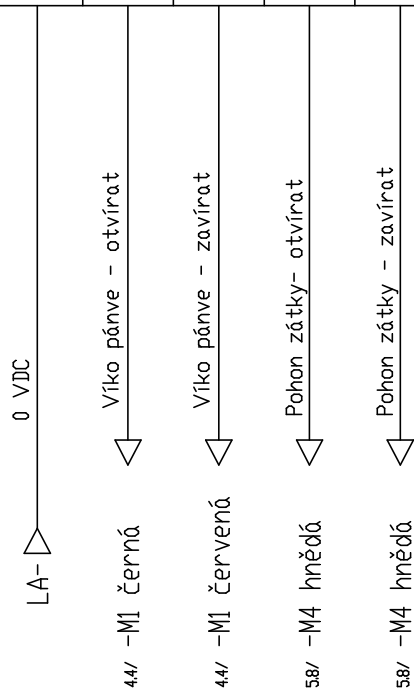 LA-
0 VDC
4.4/ -M1 černá
Víko pánve - otvírat
4.4/ -M1 červená
Víko pánve - zavírat
5.8/ -M4 hnědá
Pohon zátky- otvírat
5.8/ -M4 hnědá
Pohon zátky - zavírat